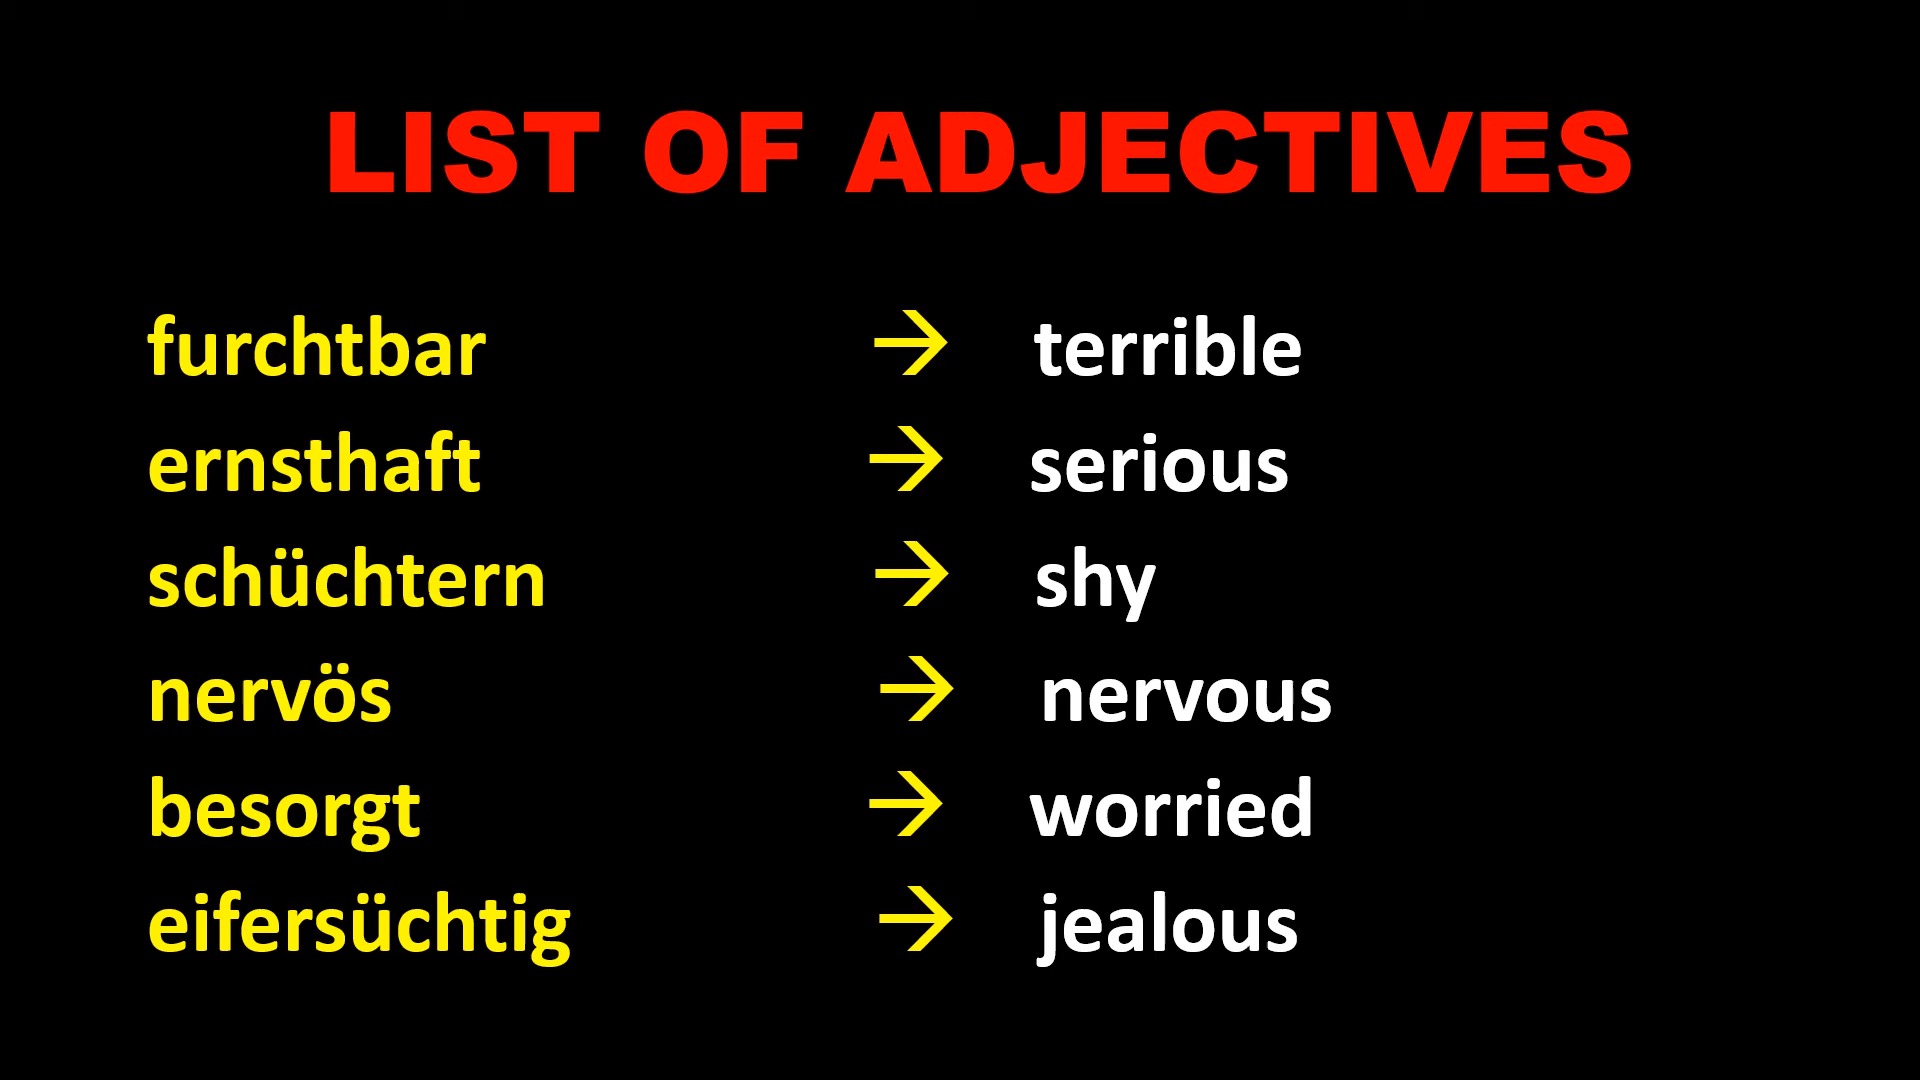 LIST OF ADJECTIVES
furchtbar → terrible
ernsthaft → serious
schüchtern → shy
nervös → nervous
besorgt → worried
eifersüchtig → jealous